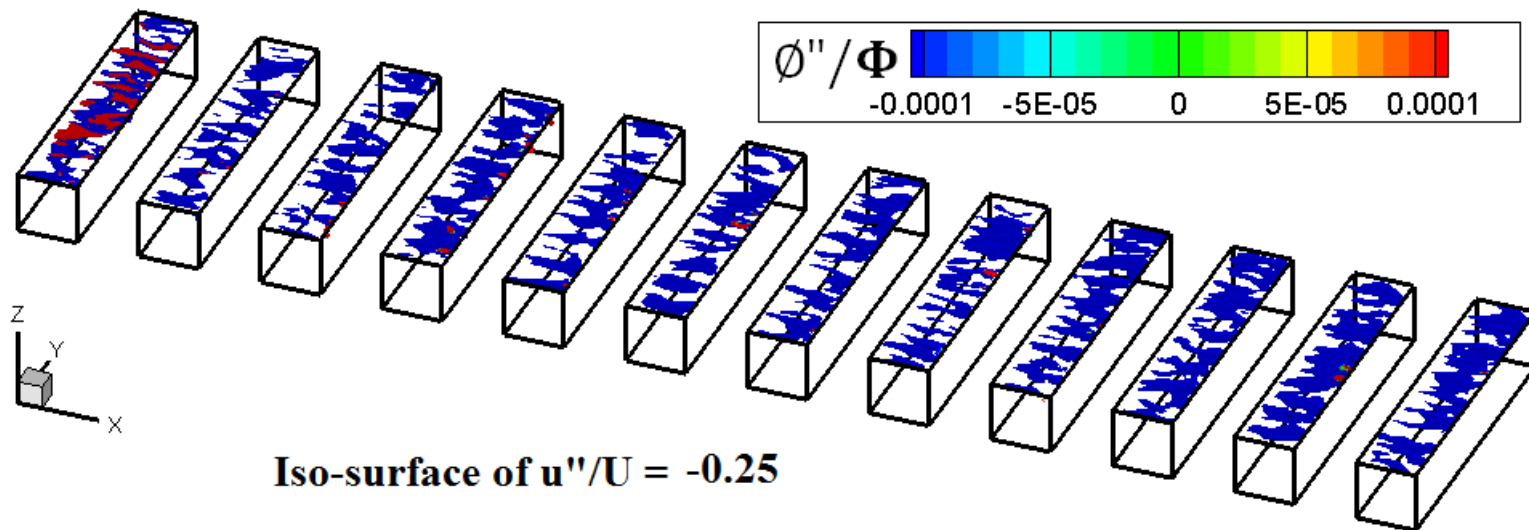 Ø"/Φ
-0.0001 -5E-05 0 5E-05 0.0001
Z
Y
X
Iso-surface of u"/U = -0.25